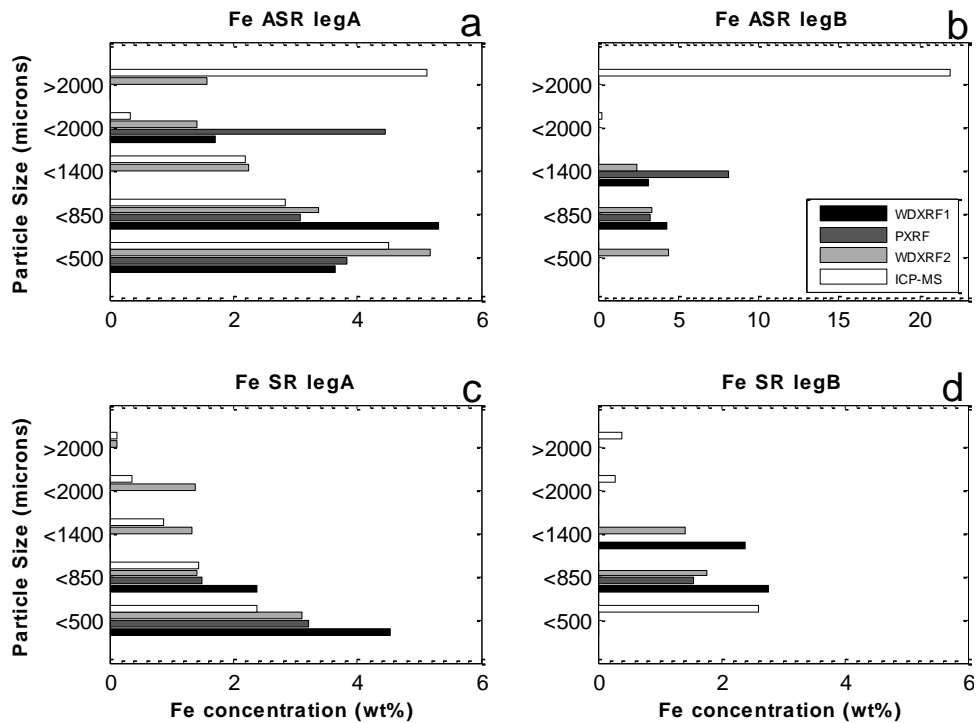 Fe ASR legA
a
Particle Size (microns)
>2000
<2000
<1400
<850
<500
0 2 4 6
Fe ASR legB
b
>2000
<2000
<1400
<850
<500
WDXRF1
PXRF
WDXRF2
ICP-MS
0 5 10 15 20
Fe SR legA
c
Particle Size (microns)
>2000
<2000
<1400
<850
<500
0 2 4 6
Fe concentration (wt%)
Fe SR legB
d
>2000
<2000
<1400
<850
<500
0 2 4 6
Fe concentration (wt%)